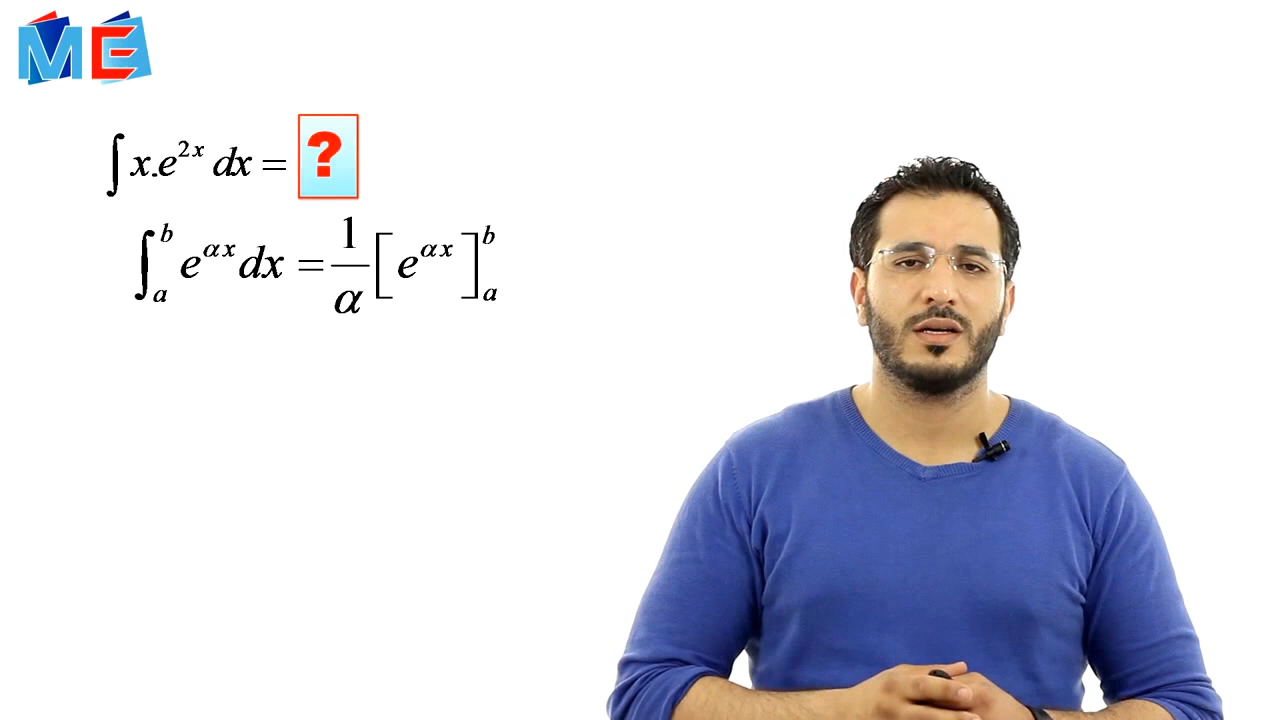 ME
∫ x.e^{2x} dx = ?
∫_a^b e^{αx} dx = 1/α [e^{αx}]_a^b